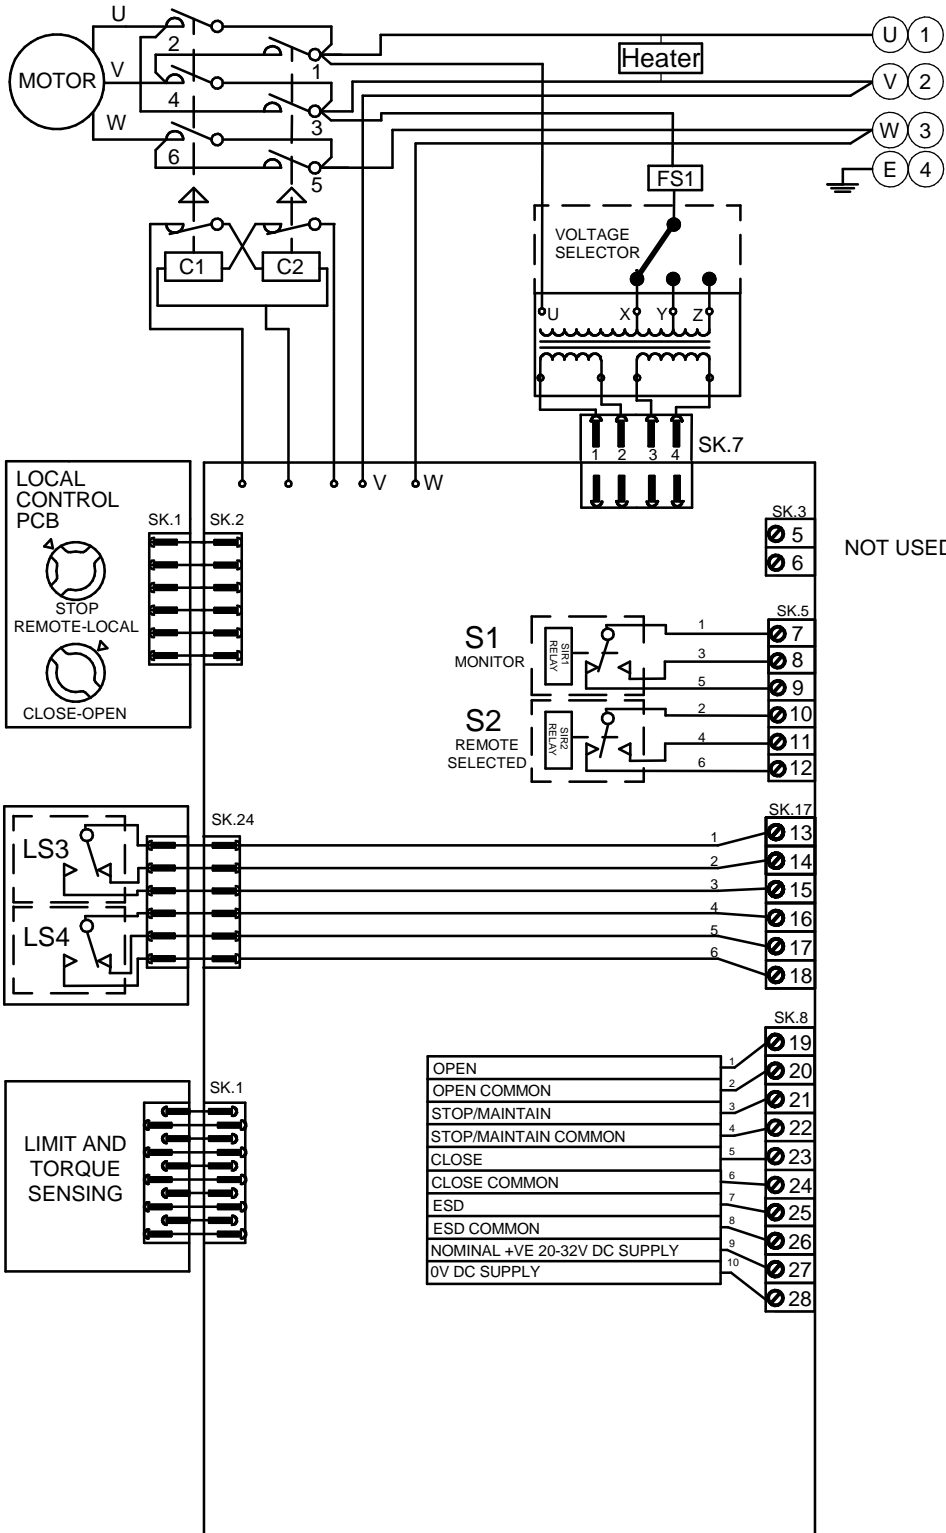 U
U 1
2
Heater
1
MOTOR
V
V 2
4
W
3
W 3
6
5
E 4
FS1
VOLTAGE
SELECTOR
C1
C2
U
X
Y
Z
1 2 3 4
SK.7
V
W
LOCAL
CONTROL
PCB
STOP
REMOTE-LOCAL
CLOSE-OPEN
SK.1
SK.2
SK.3
5
6
NOT USED
SK.5
S1
MONITOR
SIR1
RELAY
1
7
3
8
5
9
S2
REMOTE
SELECTED
SIR2
RELAY
2
10
4
11
6
12
LS3
LS4
SK.24
SK.17
1
13
2
14
3
15
4
16
5
17
6
18
SK.8
OPEN
1
19
OPEN COMMON
2
20
STOP/MAINTAIN
3
21
STOP/MAINTAIN COMMON
4
22
CLOSE
5
23
CLOSE COMMON
6
24
ESD
7
25
ESD COMMON
8
26
NOMINAL +VE 20-32V DC SUPPLY
9
27
0V DC SUPPLY
10
28
LIMIT AND
TORQUE
SENSING
SK.1